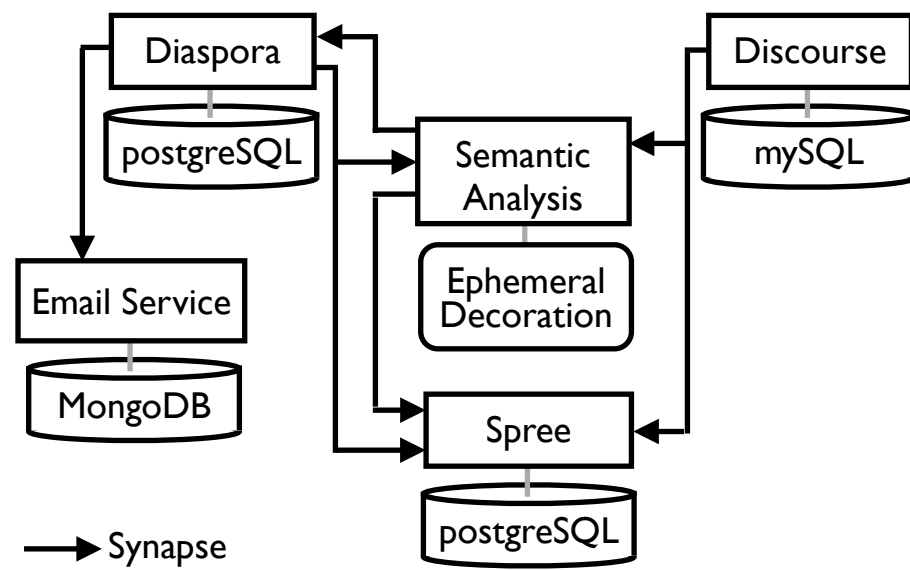 Diaspora
postgreSQL
Discourse
mySQL
Semantic
Analysis
Ephemeral
Decoration
Email Service
MongoDB
Spree
postgreSQL
Synapse